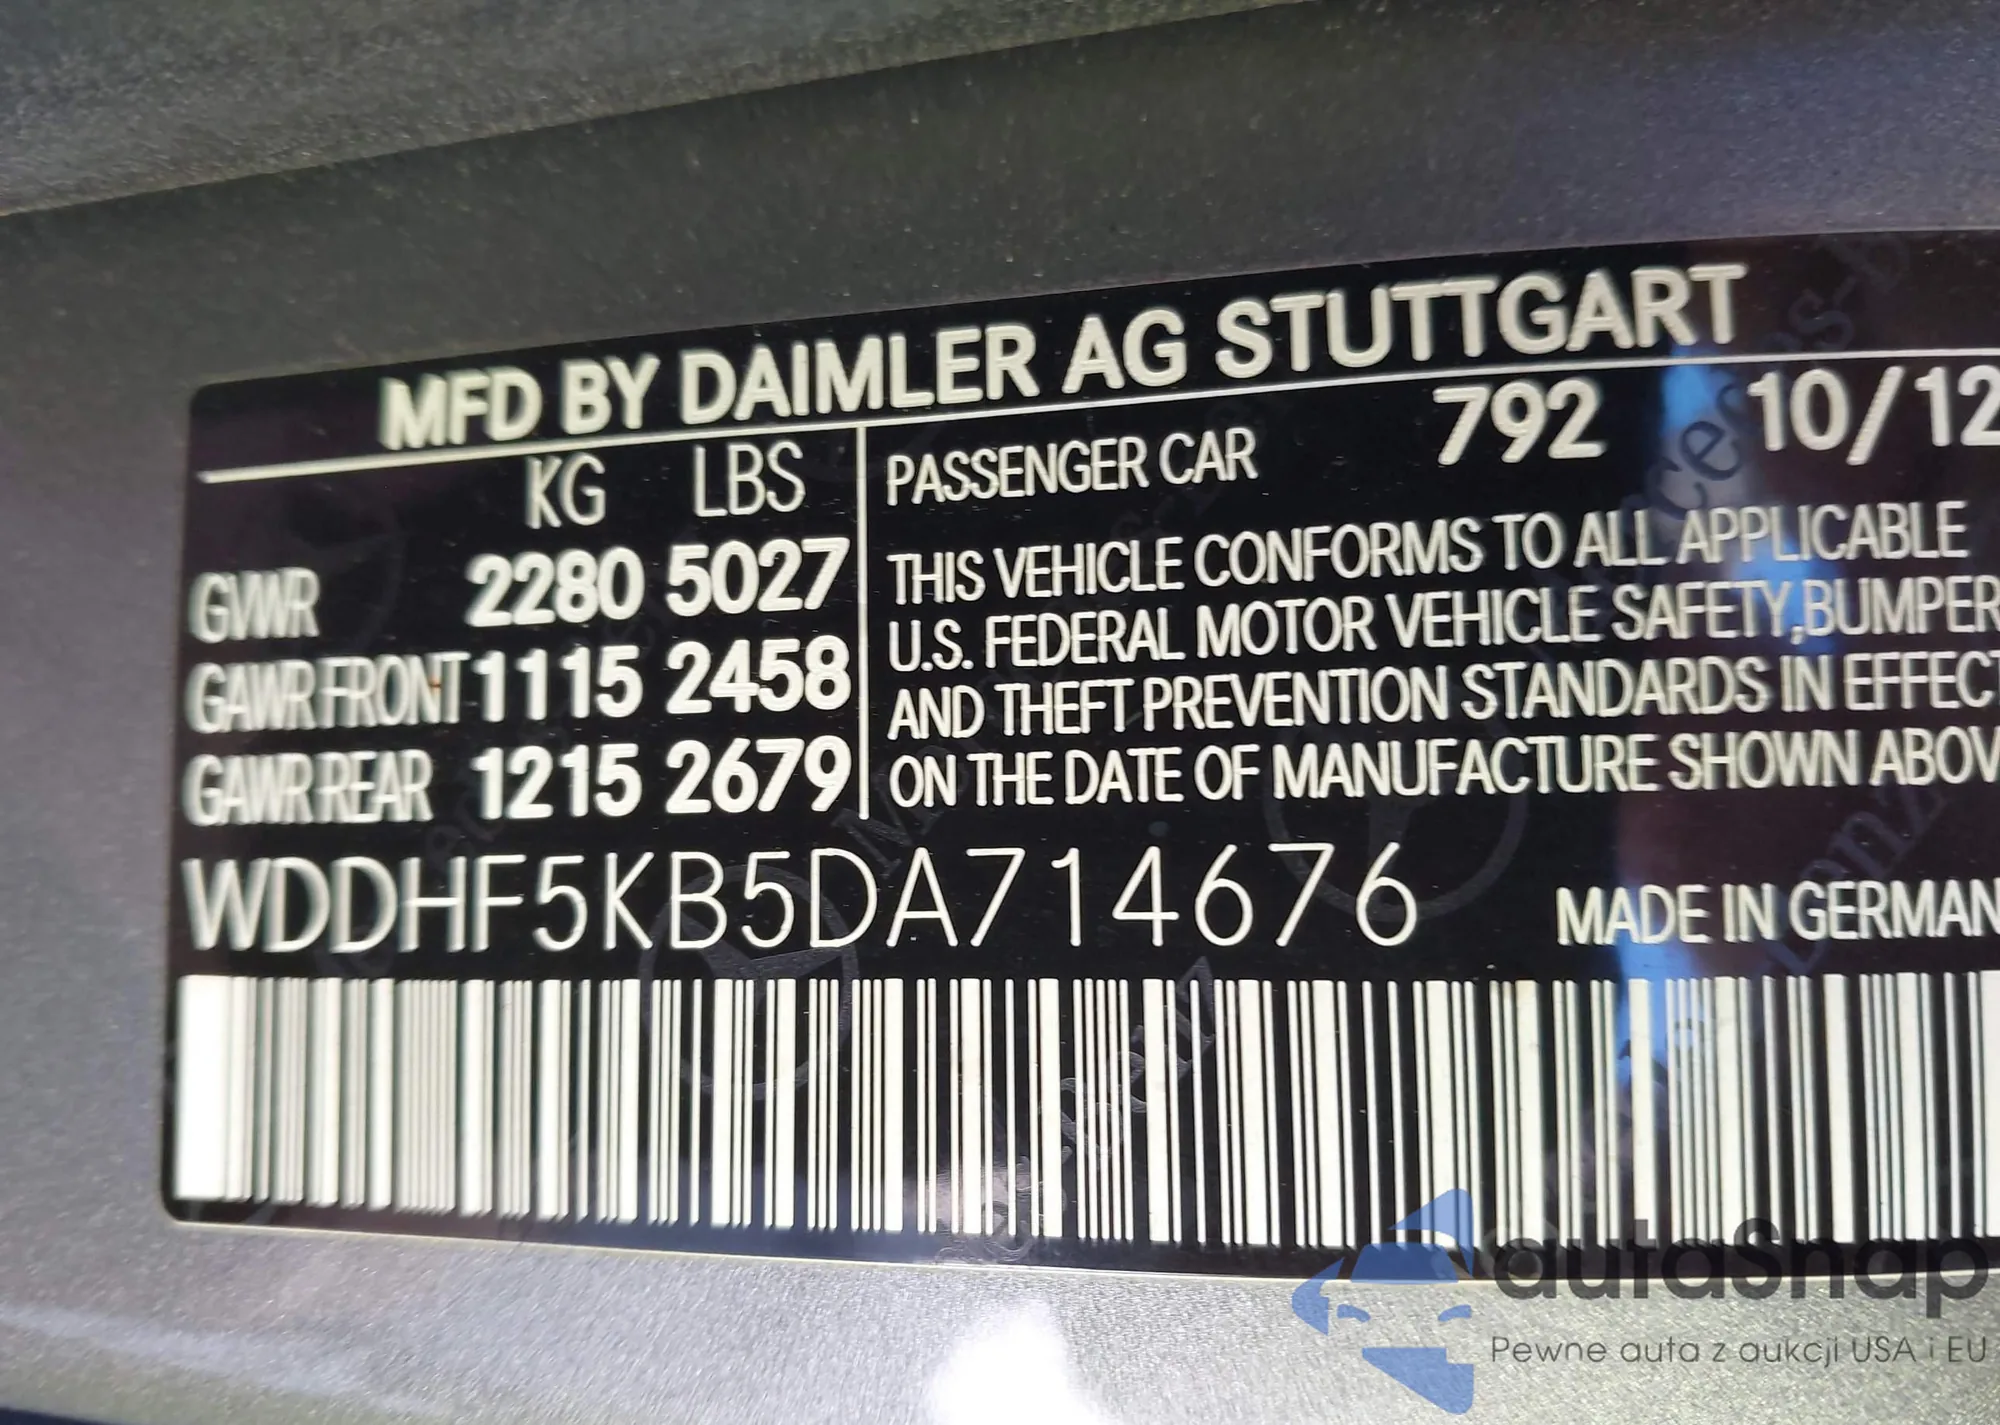 MFD BY DAIMLER AG STUTTGART
KG LBS
GVWR 2280 5027
GAWR FRONT 1115 2458
GAWR REAR 1215 2679
PASSENGER CAR 792 10/12
THIS VEHICLE CONFORMS TO ALL APPLICABLE
U.S. FEDERAL MOTOR VEHICLE SAFETY,BUMPER
AND THEFT PREVENTION STANDARDS IN EFFECT
ON THE DATE OF MANUFACTURE SHOWN ABOV
WDDHF5KB5DA714676
MADE IN GERMAN
autaSnap
Pewne auta z aukcji USA i EU